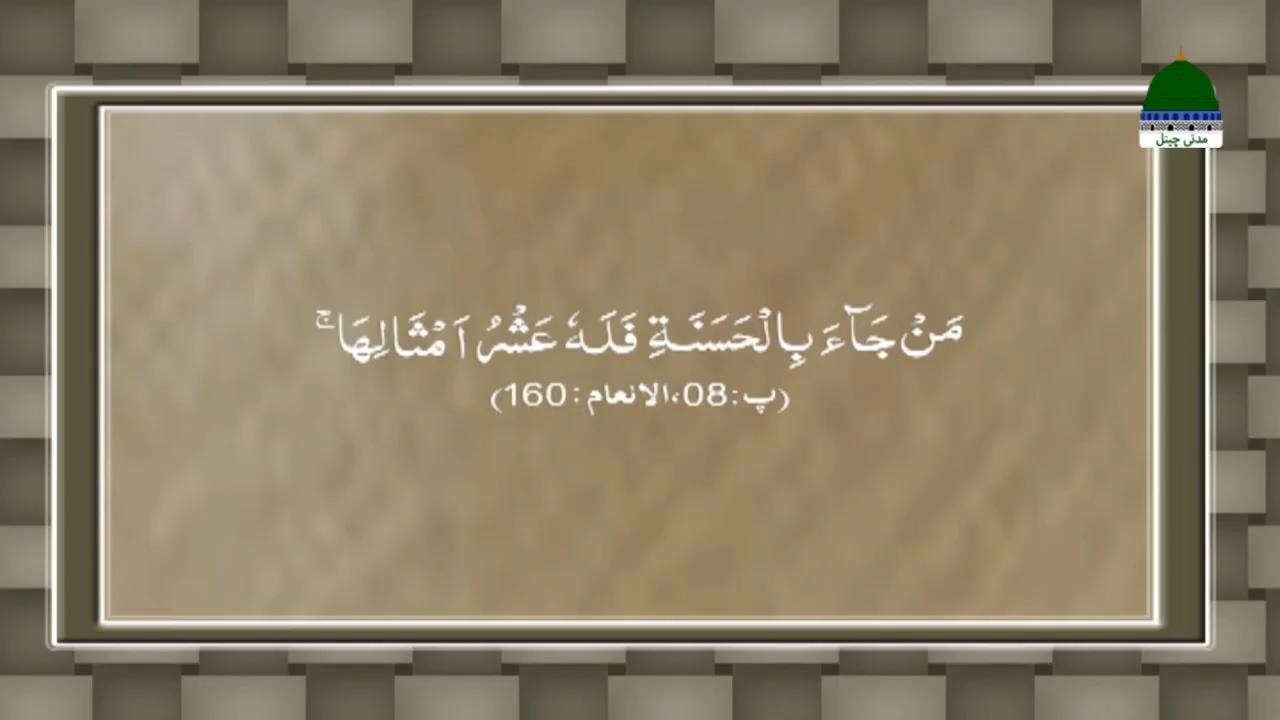 مدنی چینل
مَنْ جَآءَ بِالْحَسَنَةِ فَلَهٗ عَشْرُ اَمْثَالِهَاۚ
(پ:08،الانعام:160)